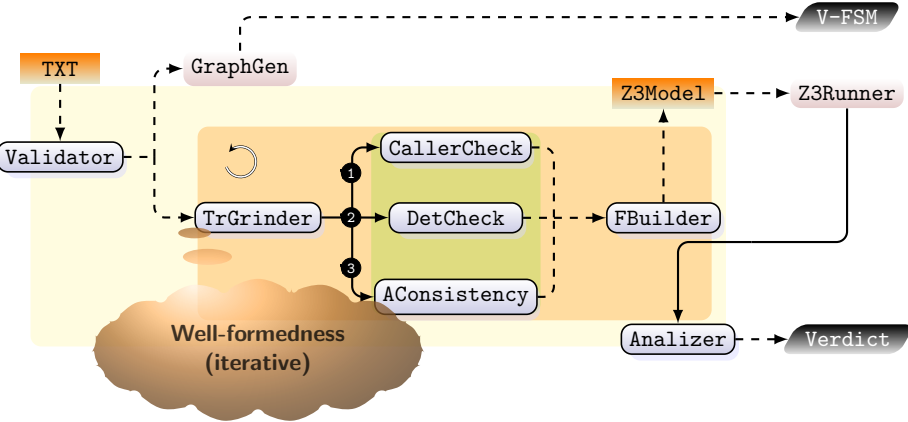 V-FSM
TXT
GraphGen
Z3Model
Z3Runner
Validator
CallerCheck
1
TrGrinder
2
DetCheck
FBuilder
3
AConsistency
Well-formedness
(iterative)
Analizer
Verdict